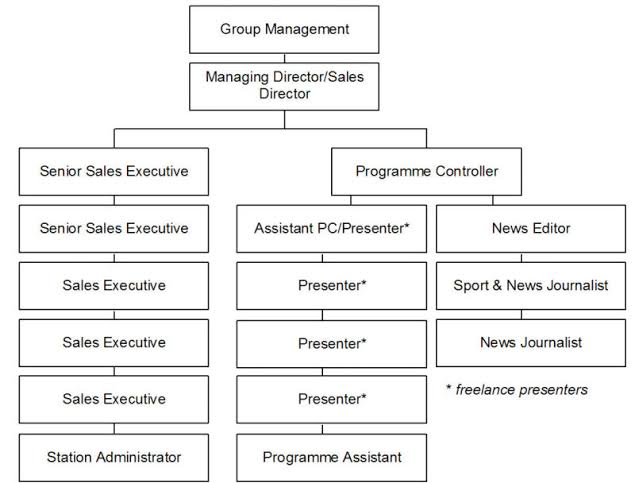 Group Management
Managing Director/Sales
Director
Senior Sales Executive
Programme Controller
Senior Sales Executive
Assistant PC/Presenter*
News Editor
Sales Executive
Presenter*
Sport & News Journalist
Sales Executive
Presenter*
News Journalist
Sales Executive
Presenter*
* freelance presenters
Station Administrator
Programme Assistant